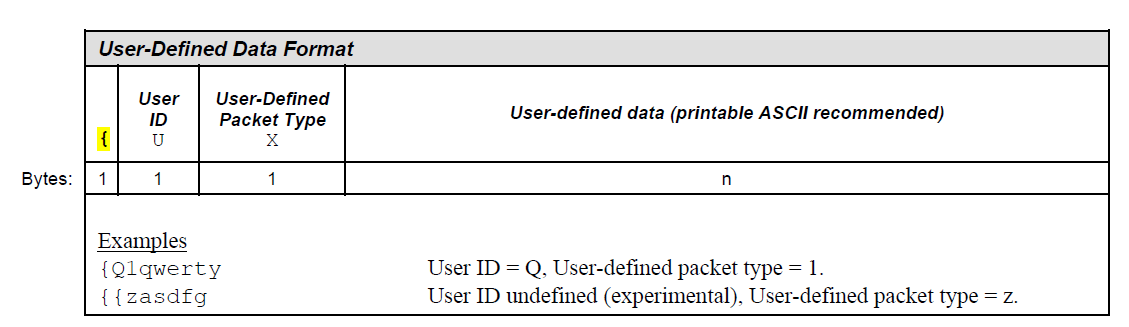 User-Defined Data Format
{
User
ID
U
User-Defined
Packet Type
X
User-defined data (printable ASCII recommended)
Bytes: 1 1 1 n
Examples
{Q1qwerty User ID = Q, User-defined packet type = 1.
{{zasdfg User ID undefined (experimental), User-defined packet type = z.